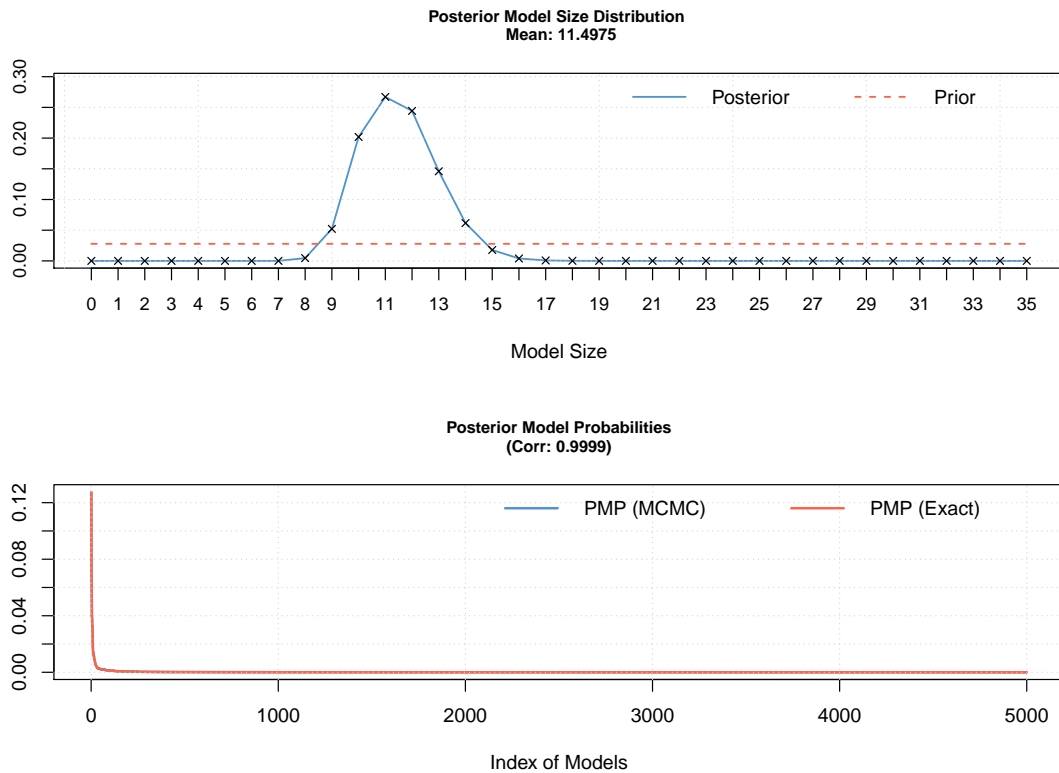 Posterior Model Size Distribution
Mean: 11.4975
0.30
0.20
0.10
0.00
Posterior
Prior
0 1 2 3 4 5 6 7 8 9 11 13 15 17 19 21 23 25 27 29 31 33 35
Model Size
Posterior Model Probabilities
(Corr: 0.9999)
0.12
0.08
0.04
0.00
PMP (MCMC)
PMP (Exact)
0 1000 2000 3000 4000 5000
Index of Models